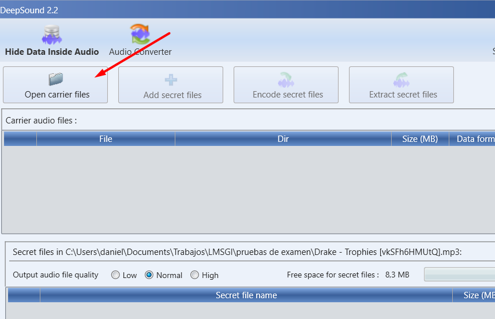 DeepSound 2.2
Hide Data Inside Audio Audio Converter
Open carrier files Add secret files Encode secret files Extract secret files
Carrier audio files :
File Dir Size (MB) Data form
Secret files in C:\Users\daniel\Documents\Trabajos\LMSGI\pruebas de examen\Drake - Trophies [vkSFh6HMUtQ].mp3:
Output audio file quality Low Normal High Free space for secret files : 8.3 MB
Secret file name Size (MB